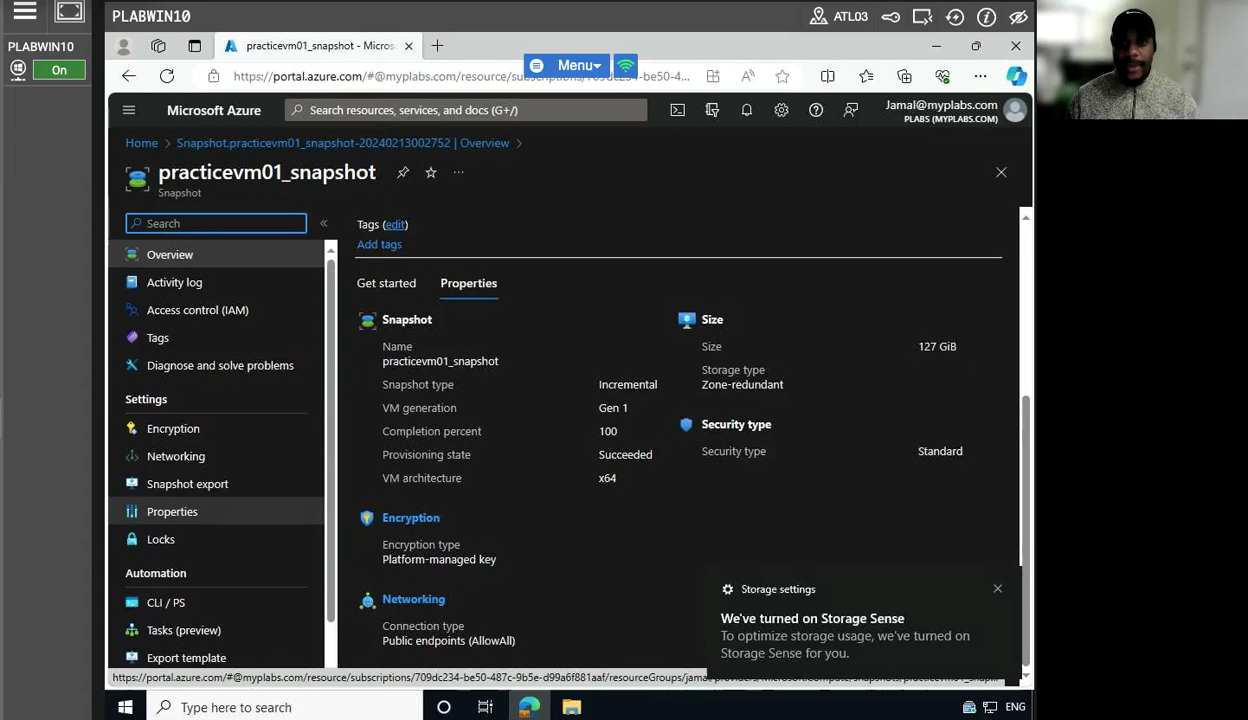 PLABWIN10
ATL03
PLABWIN10
On
practicevm01_snapshot - Micros
Menu
https://portal.azure.com/#@myplabs.com/resource/subscriptions/709dc234-be50-4...
Microsoft Azure
Search resources, services, and docs (G+/)
Jamal@myplabs.com
PLABS (MYPLABS.COM)
Home
Snapshot.practicevm01_snapshot-20240213002752 | Overview
practicevm01_snapshot
Snapshot
Search
Overview
Activity log
Access control (IAM)
Tags
Diagnose and solve problems
Settings
Encryption
Networking
Snapshot export
Properties
Locks
Automation
CLI / PS
Tasks (preview)
Export template
Tags (edit)
Add tags
Get started
Properties
Snapshot
Name
practicevm01_snapshot
Snapshot type Incremental
VM generation Gen 1
Completion percent 100
Provisioning state Succeeded
VM architecture x64
Encryption
Encryption type
Platform-managed key
Networking
Connection type
Public endpoints (AllowAll)
Size
Size 127 GiB
Storage type
Zone-redundant
Security type
Security type Standard
Storage settings
We've turned on Storage Sense
To optimize storage usage, we've turned on
Storage Sense for you.
Type here to search
ENG